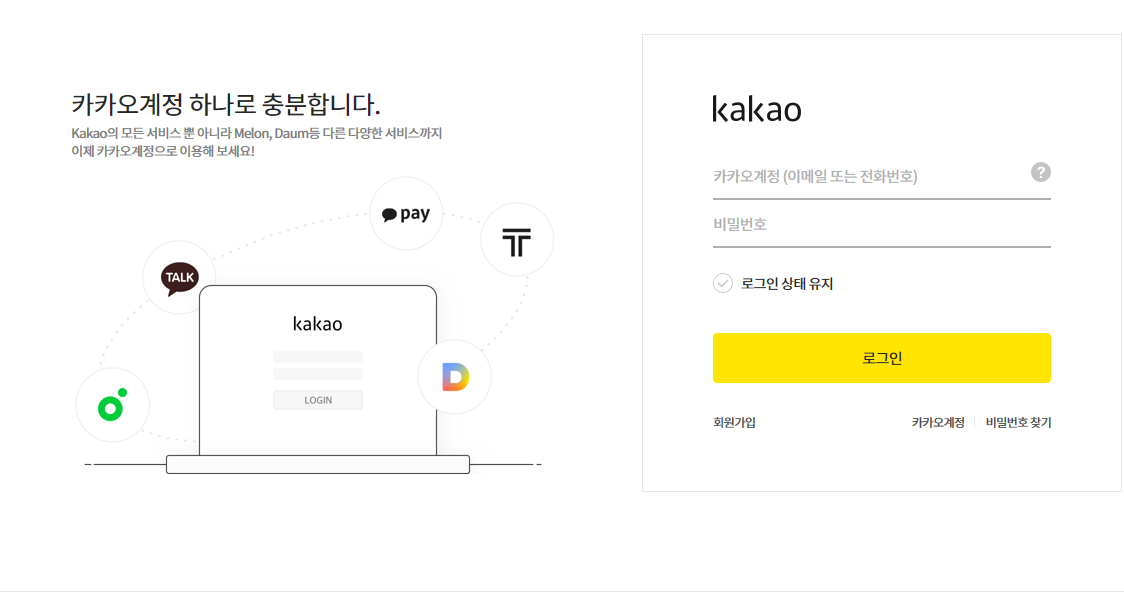 카카오계정 하나로 충분합니다.
Kakao의 모든 서비스 뿐 아니라 Melon, Daum등 다른 다양한 서비스까지
이제 카카오계정으로 이용해 보세요!
pay
T
TALK
kakao
D
LOGIN
kakao
카카오계정 (이메일 또는 전화번호)
?
비밀번호
로그인 상태 유지
로그인
회원가입
카카오계정 | 비밀번호 찾기